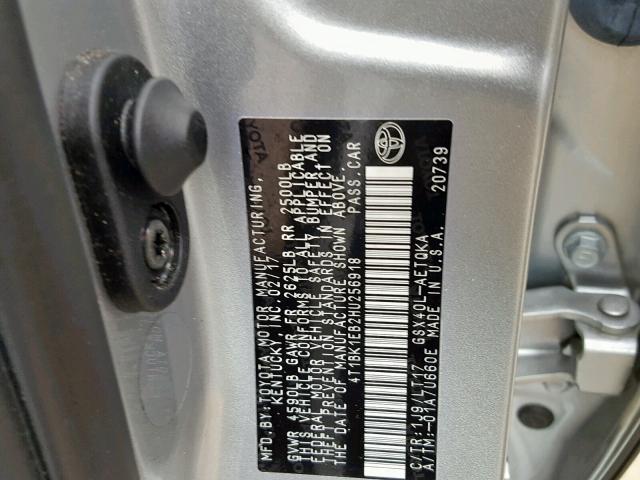 MFD.BY:TOYOTA MOTOR MANUFACTURING,
KENTUCKY, INC. 02/17
GVWR 4590LB GAWR FR 2625LB RR 2500LB
THIS VEHICLE CONFORMS TO ALL APPLICABLE
FEDERAL MOTOR VEHICLE SAFETY, BUMPER AND
THEFT PREVENTION STANDARDS IN EFFECT ON
THE DATE OF MANUFACTURE SHOWN ABOVE.
4T1BK1EB2HU256918 PASS.CAR
C/TR:1J9/LT17 GSX40L-AETQKA
A/TM:-01A/U660E MADE IN U.S.A. 20739